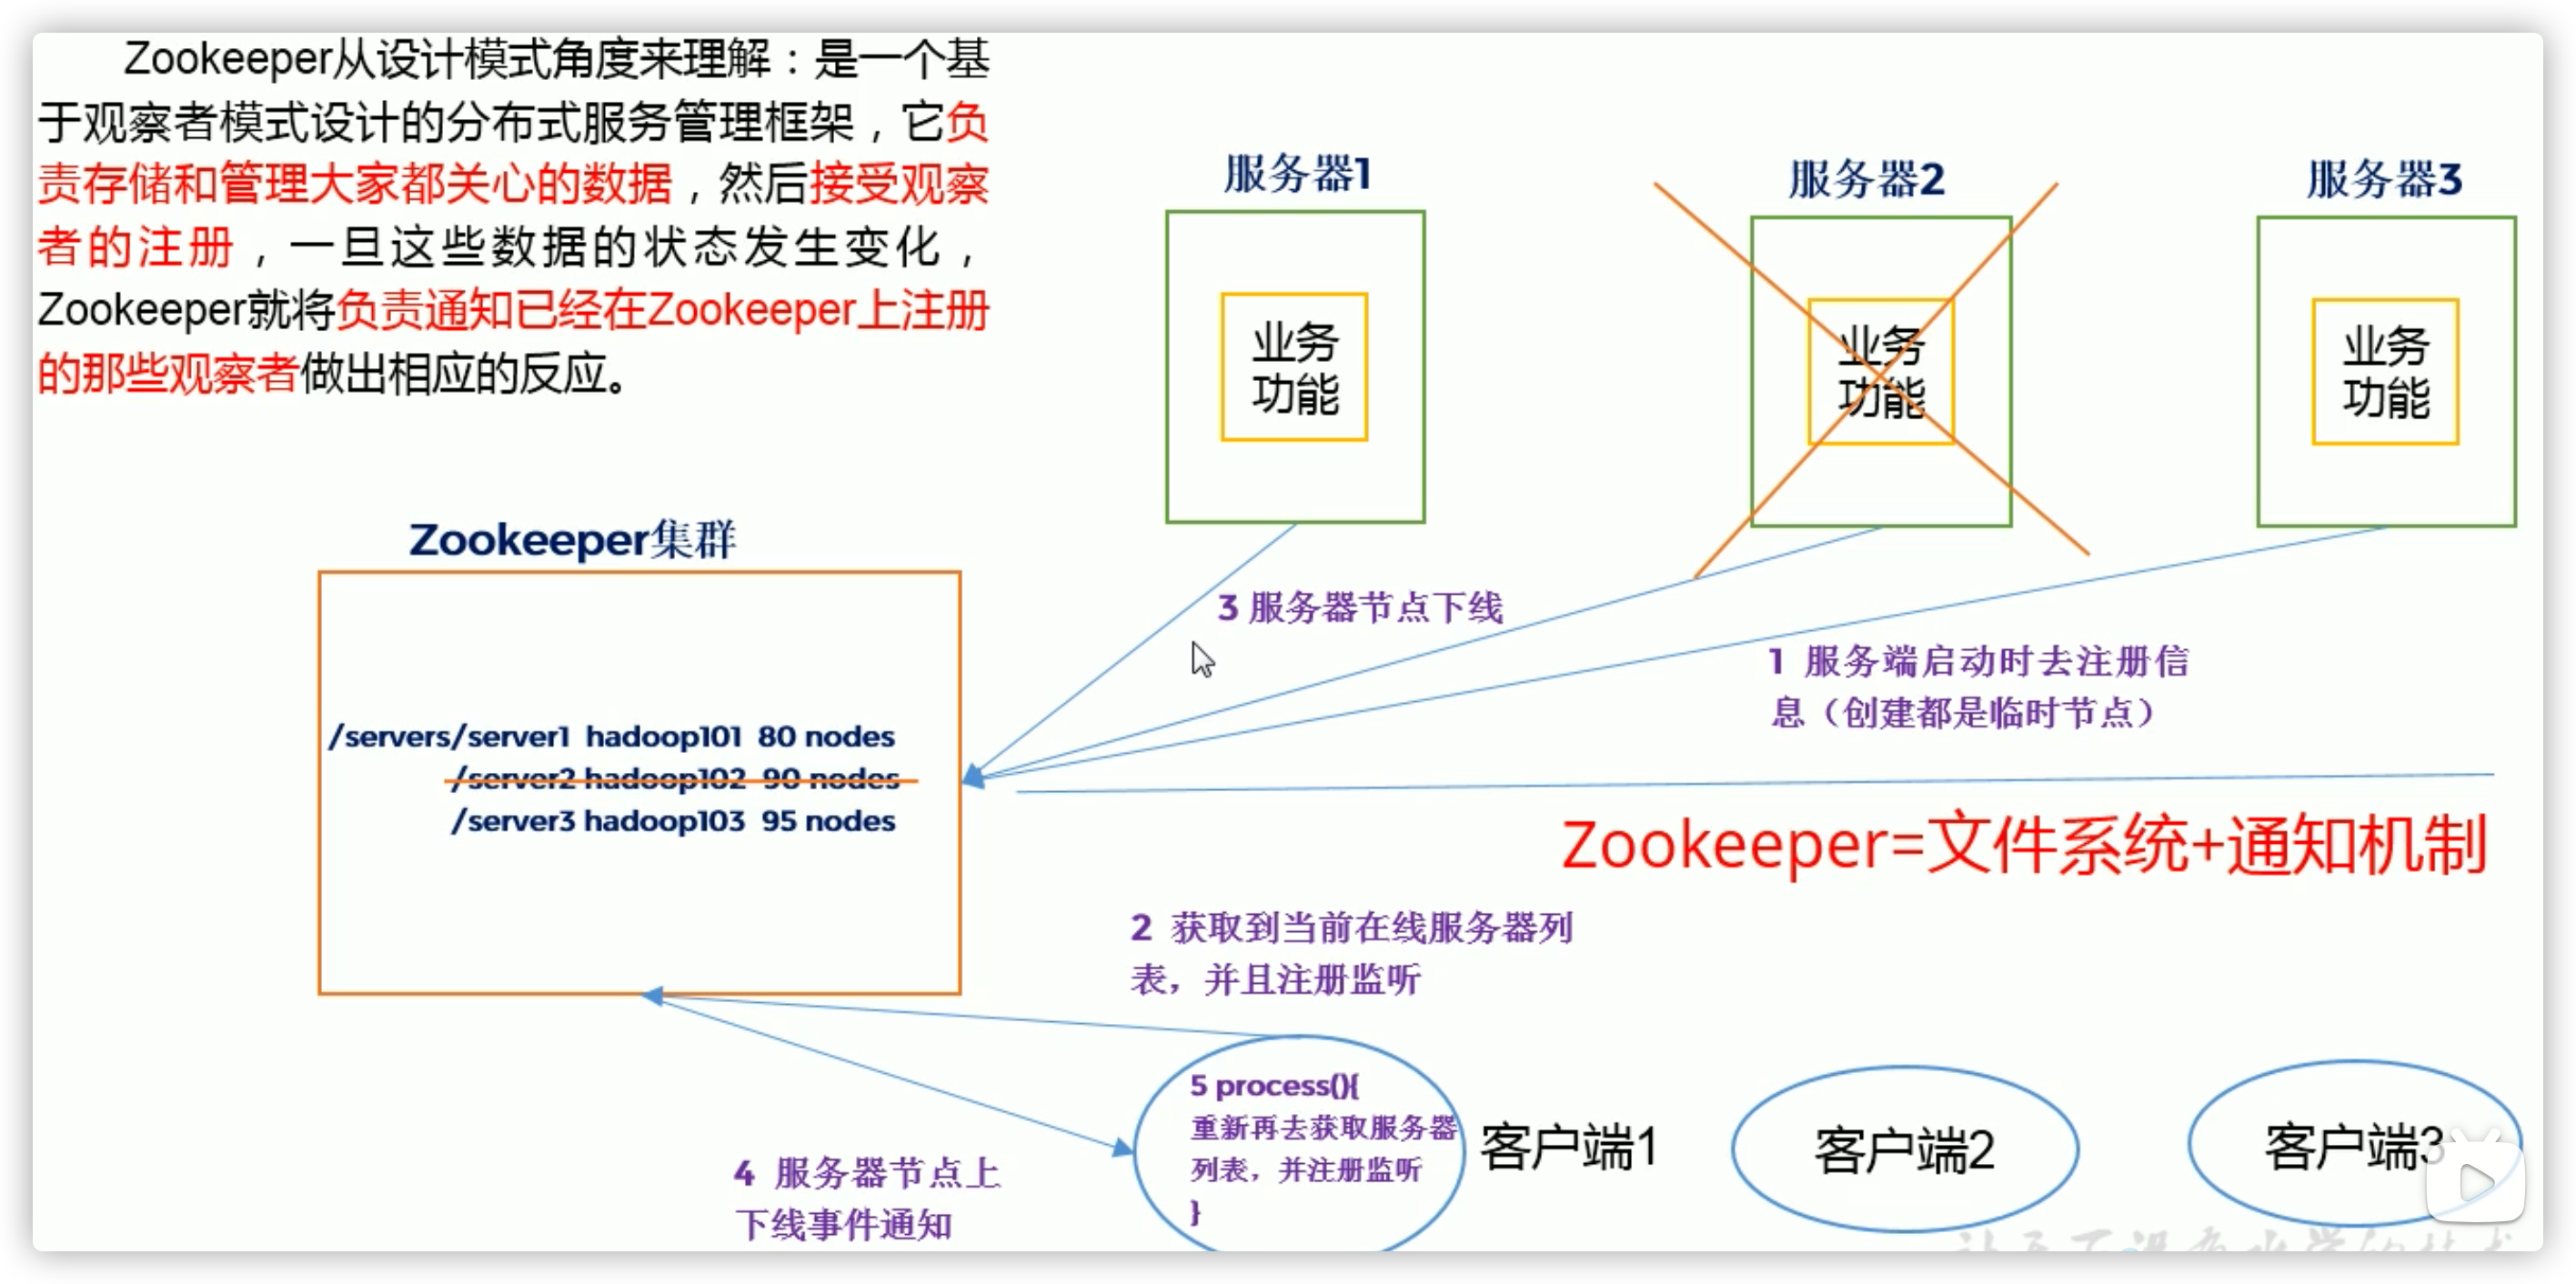 Zookeeper从设计模式角度来理解：是一个基
于观察者模式设计的分布式服务管理框架，它负
责存储和管理大家都关心的数据，然后接受观察
者的注册，一旦这些数据的状态发生变化，
Zookeeper就将负责通知已经在Zookeeper上注册
的那些观察者做出相应的反应。
服务器1
服务器2
服务器3
业务
功能
业务
功能
业务
功能
Zookeeper集群
3 服务器节点下线
1 服务端启动时去注册信
息（创建都是临时节点）
/servers/server1 hadoop101 80 nodes
/server2 hadoop102 90 nodes
/server3 hadoop103 95 nodes
Zookeeper=文件系统+通知机制
2 获取到当前在线服务器列
表，并且注册监听
5 process(){
重新再去获取服务器
列表，并注册监听
}
客户端1
客户端2
客户端3
4 服务器节点上
下线事件通知